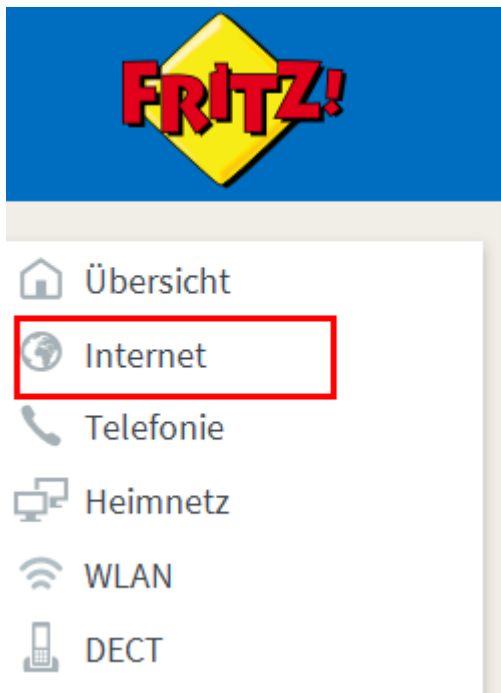 FRITZ!
Übersicht
Internet
Telefonie
Heimnetz
WLAN
DECT